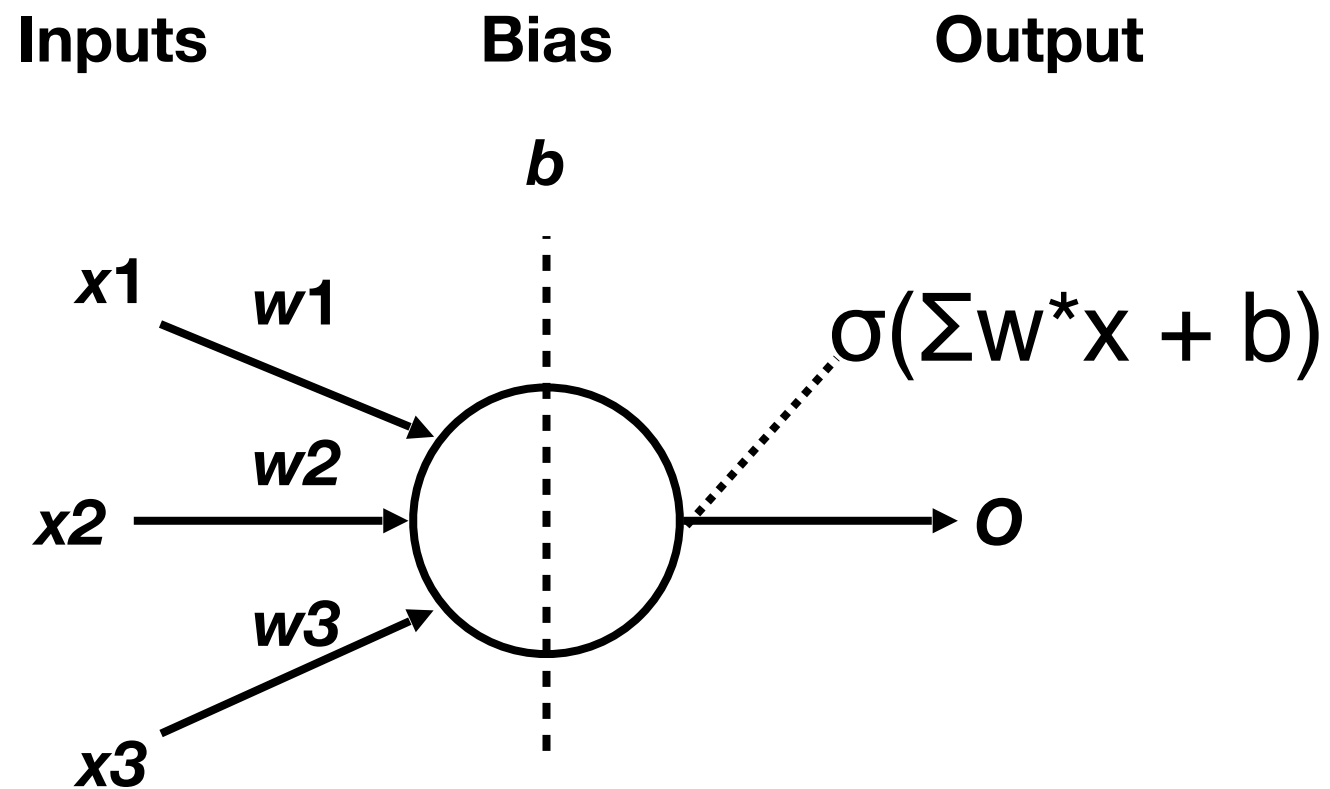 Inputs Bias Output
b
x1
w1
σ(Σw*x + b)
w2
x2
O
w3
x3